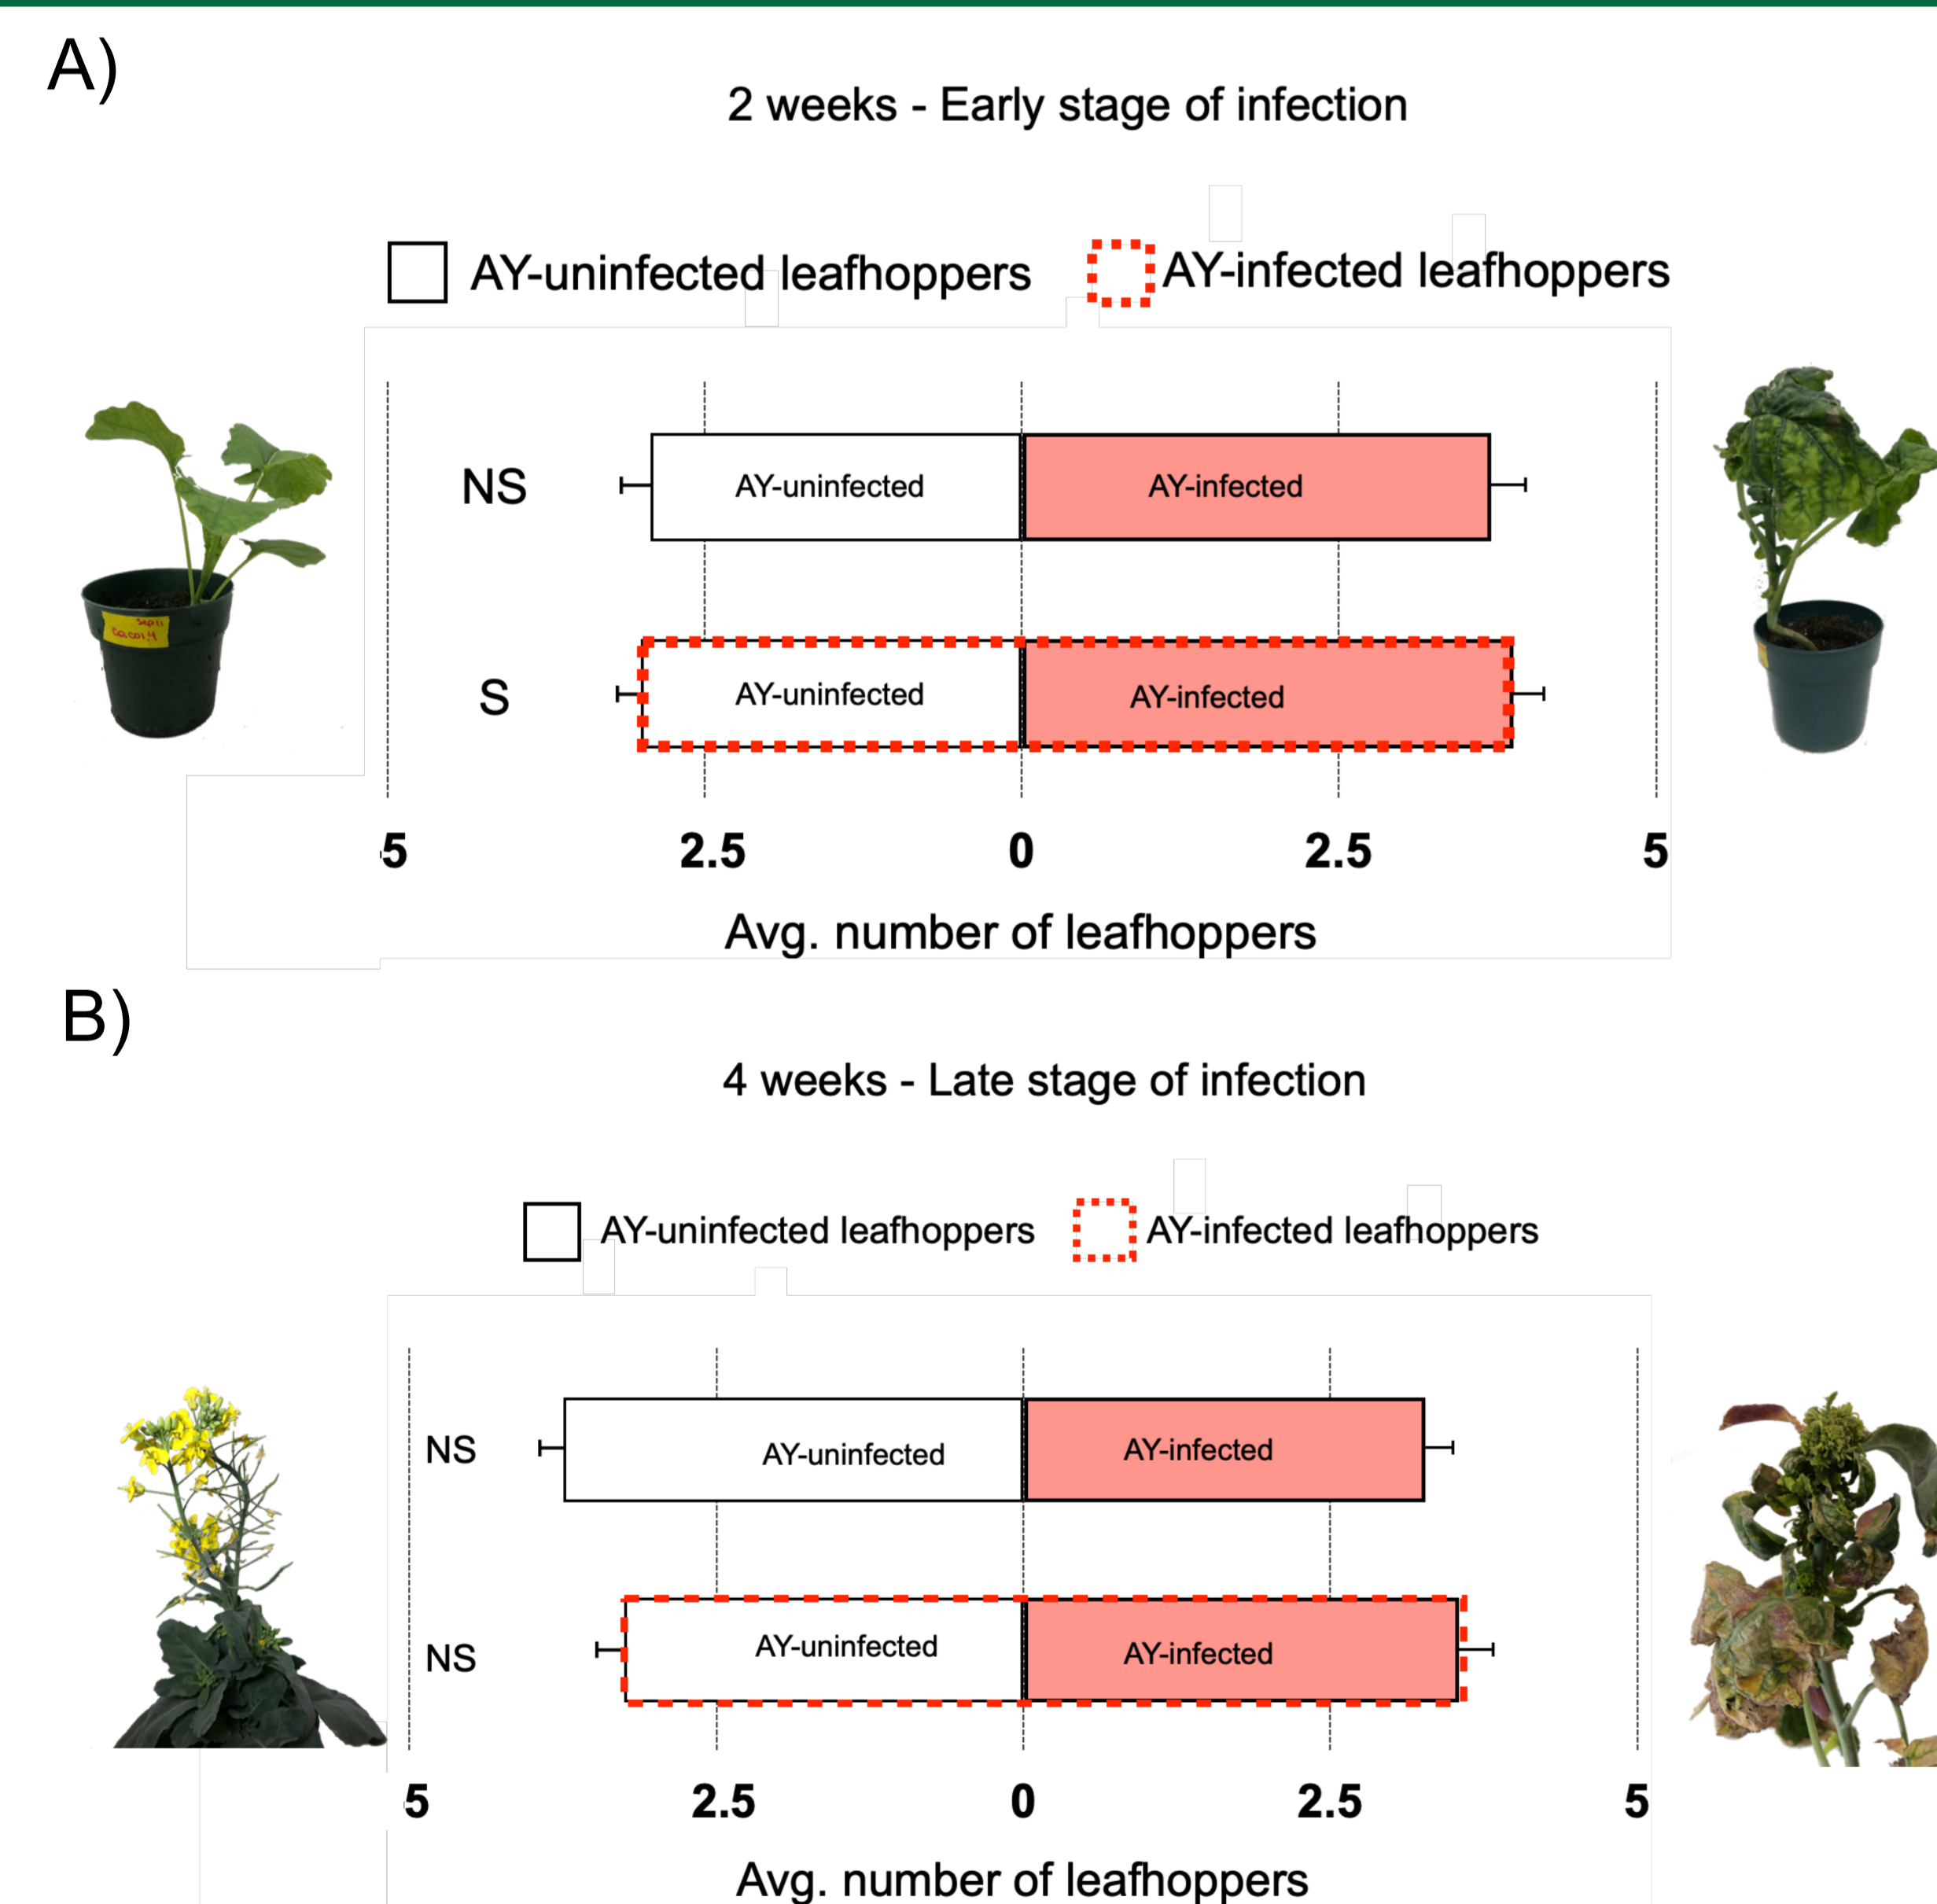 A)
2 weeks - Early stage of infection
AY-uninfected leafhoppers AY-infected leafhoppers
NS AY-uninfected AY-infected
S AY-uninfected AY-infected
5 2.5 0 2.5 5
Avg. number of leafhoppers
B)
4 weeks - Late stage of infection
AY-uninfected leafhoppers AY-infected leafhoppers
NS AY-uninfected AY-infected
NS AY-uninfected AY-infected
5 2.5 0 2.5 5
Avg. number of leafhoppers